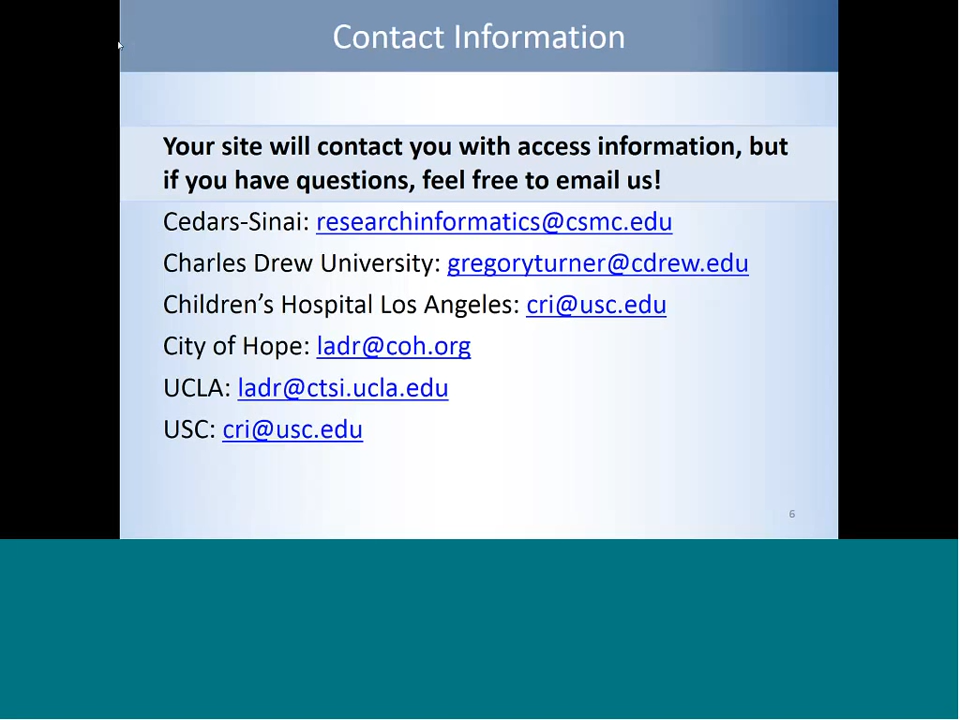 Contact Information
Your site will contact you with access information, but
if you have questions, feel free to email us!
Cedars-Sinai: researchinformatics@csmc.edu
Charles Drew University: gregoryturner@cdrew.edu
Children’s Hospital Los Angeles: cri@usc.edu
City of Hope: ladr@coh.org
UCLA: ladr@ctsi.ucla.edu
USC: cri@usc.edu
6